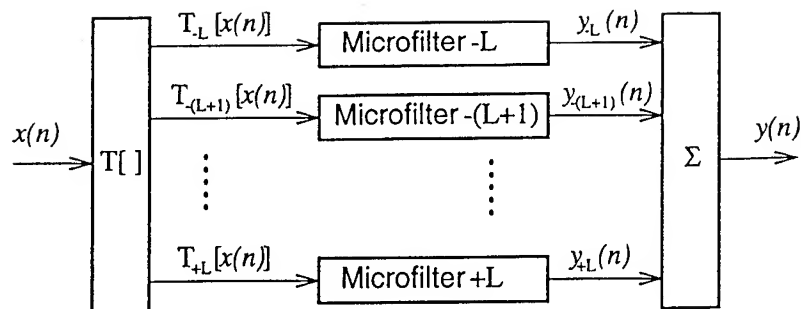 T-L [x(n)] Microfilter -L y-L(n)
T-(L+1) [x(n)] Microfilter -(L+1) y-(L+1)(n)
x(n) T[ ] Σ y(n)
T+L [x(n)] Microfilter +L y+L(n)